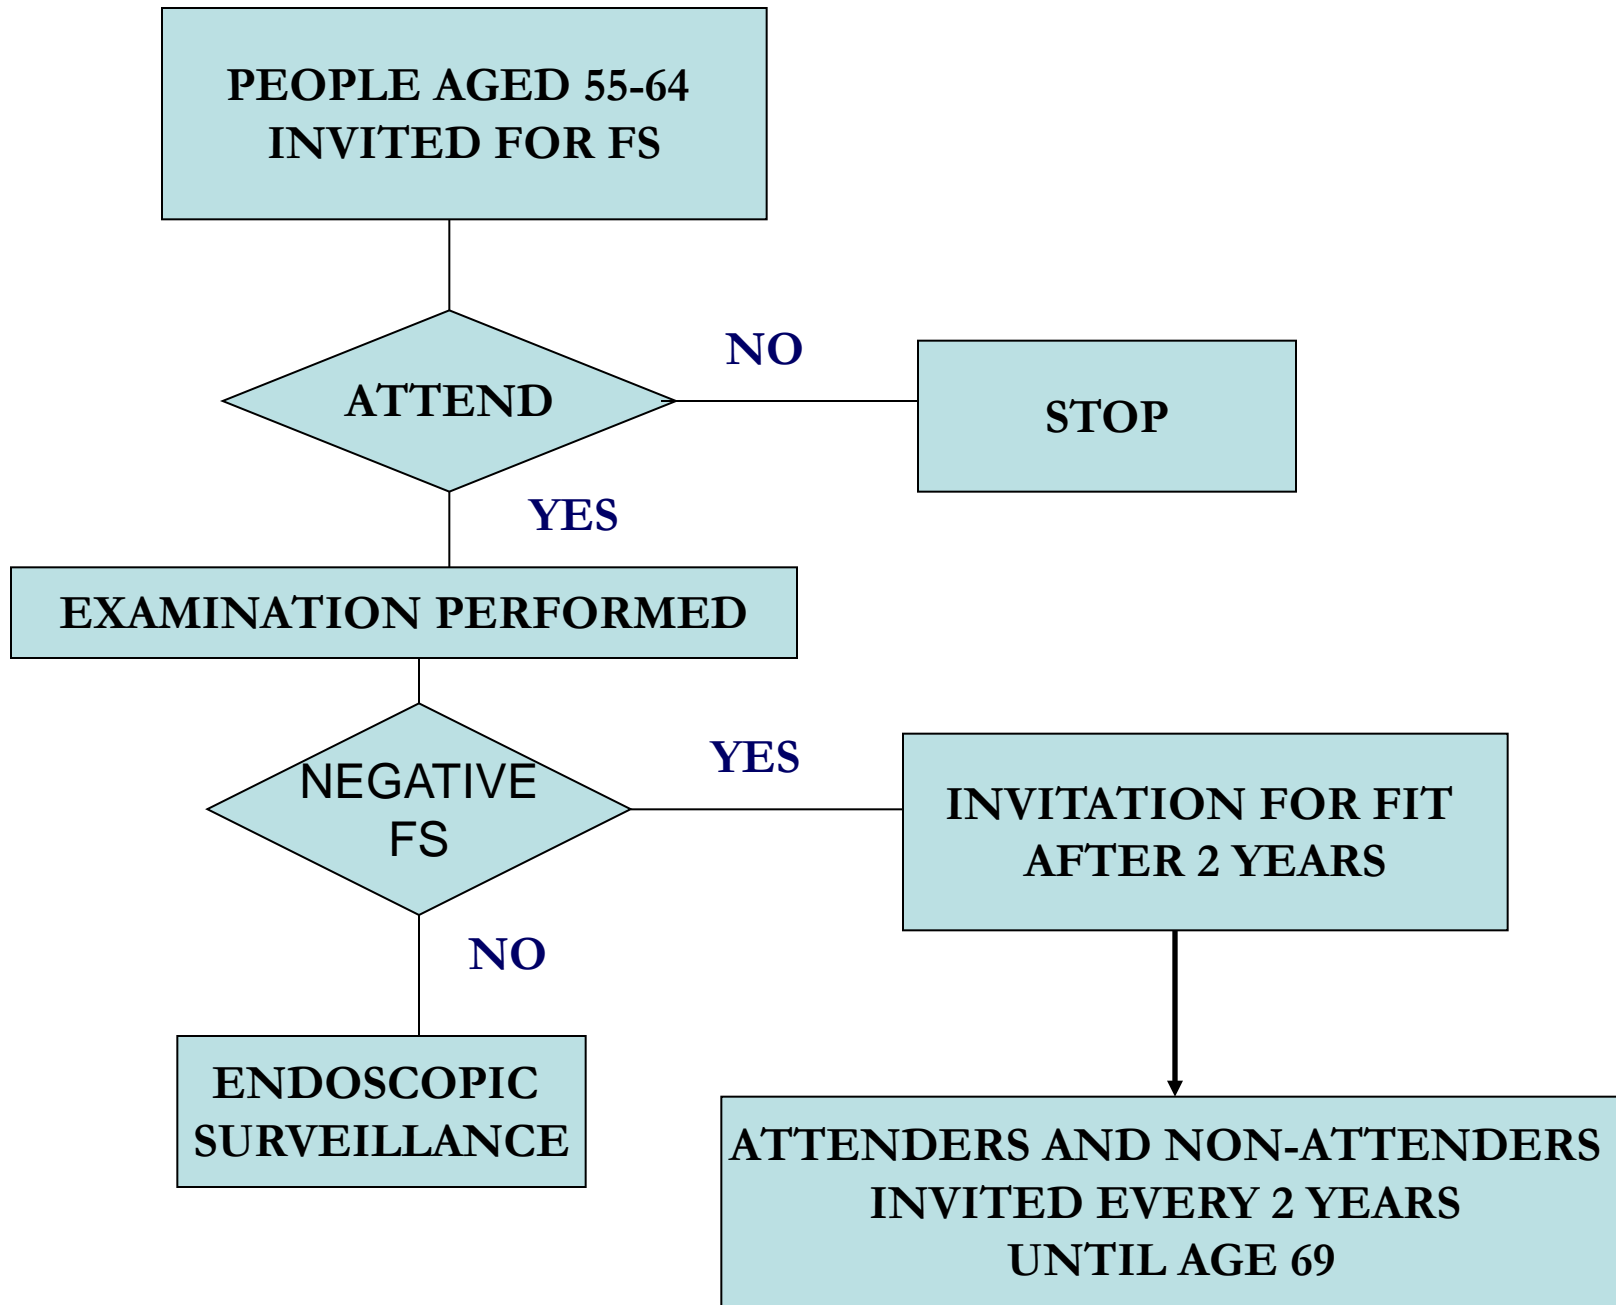 PEOPLE AGED 55-64
INVITED FOR FS
ATTEND
NO
STOP
YES
EXAMINATION PERFORMED
NEGATIVE
FS
YES
INVITATION FOR FIT
AFTER 2 YEARS
NO
ENDOSCOPIC
SURVEILLANCE
ATTENDERS AND NON-ATTENDERS
INVITED EVERY 2 YEARS
UNTIL AGE 69